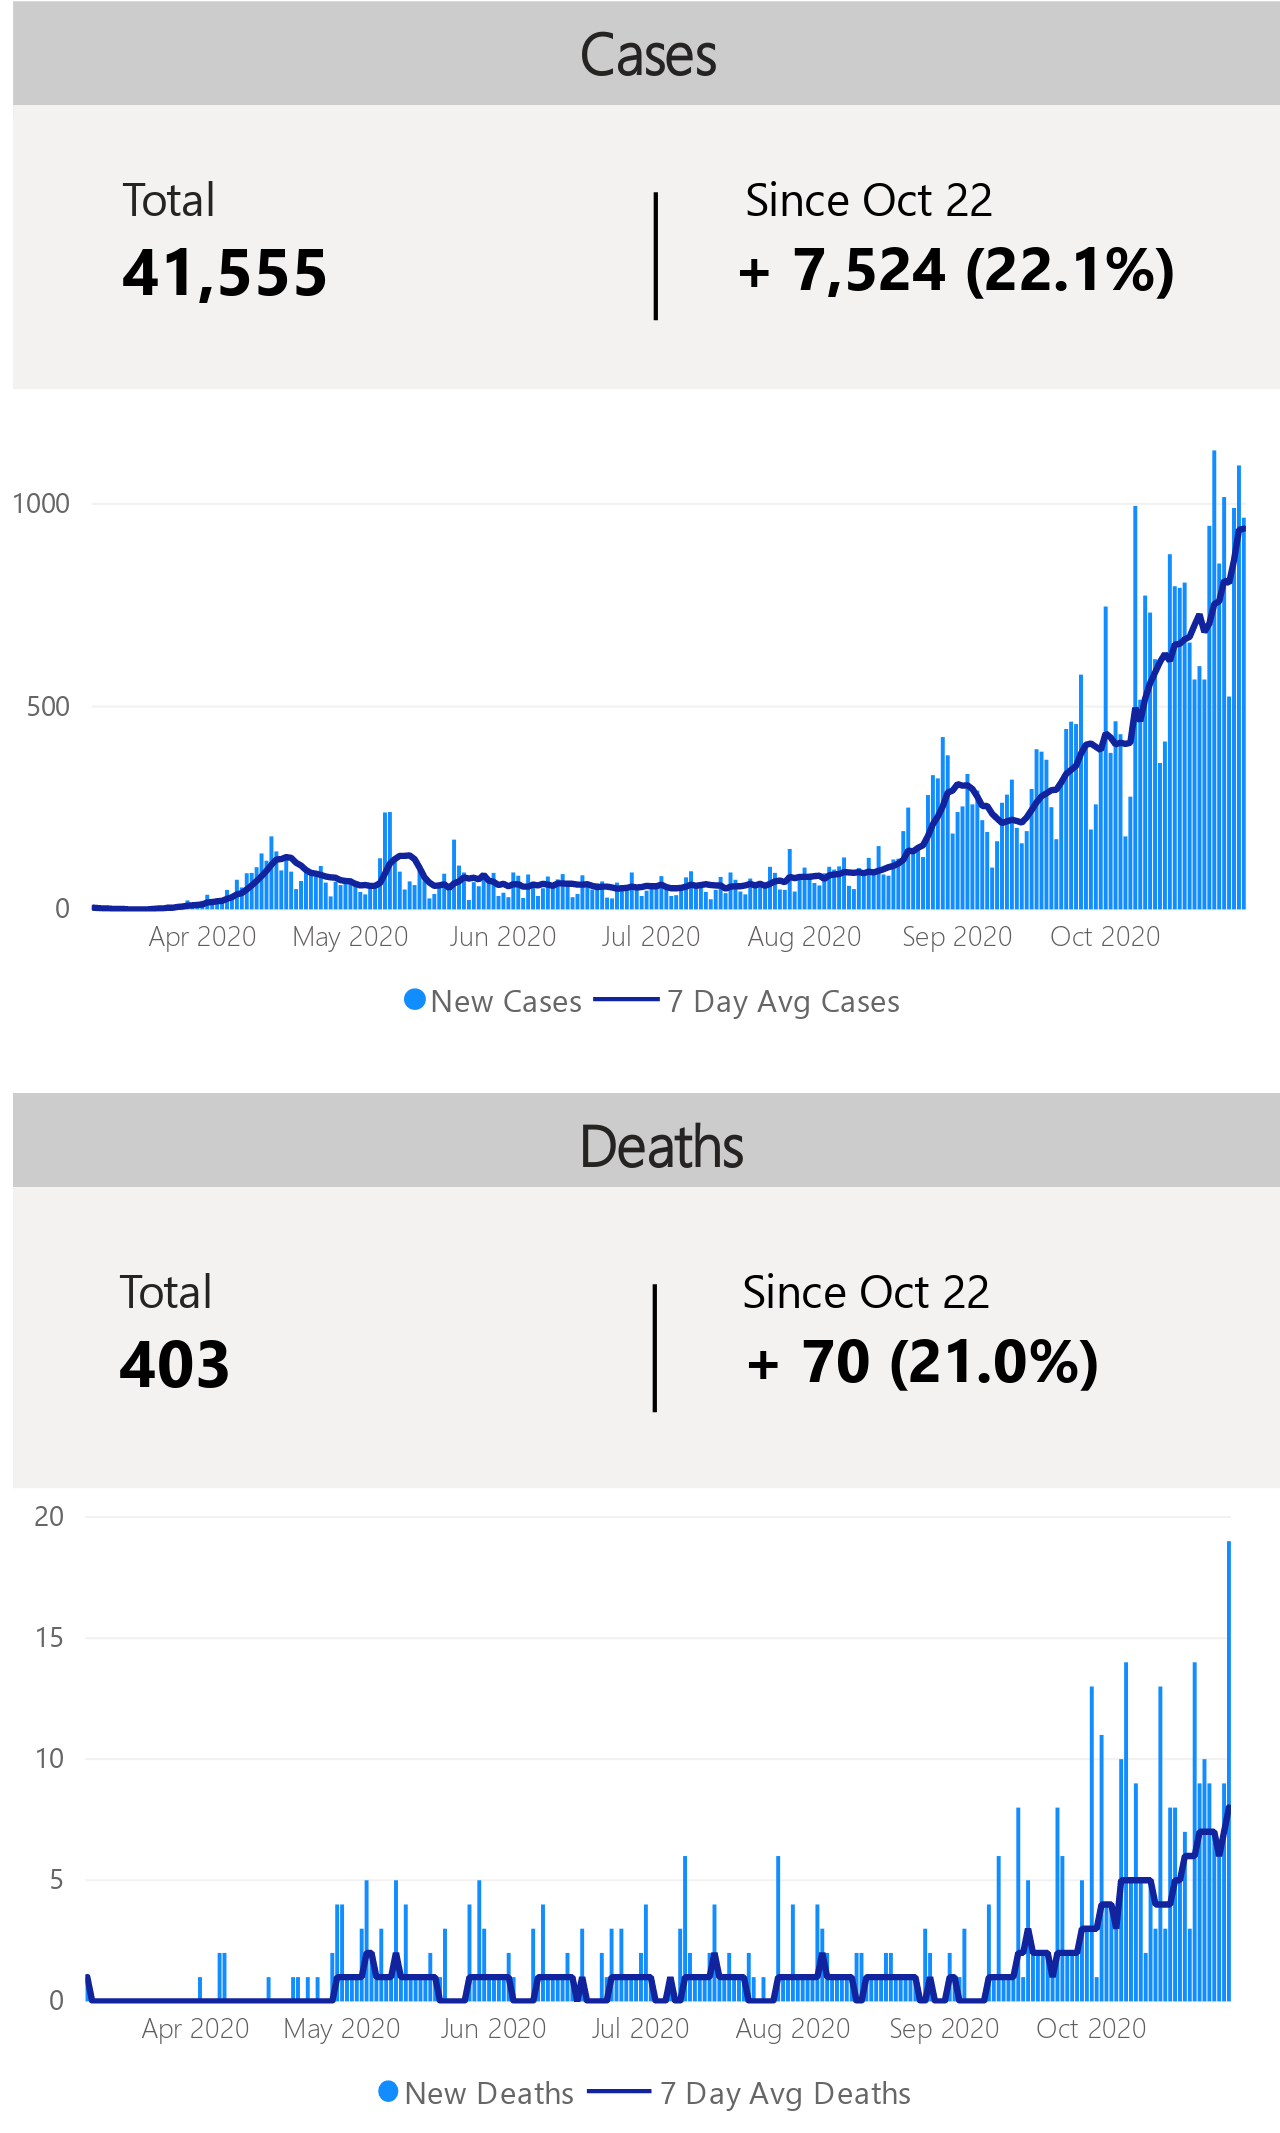 Cases
Total
Since Oct 22
41,555
+ 7,524 (22.1%)
1000
500
0
Apr 2020 May 2020 Jun 2020 Jul 2020 Aug 2020 Sep 2020 Oct 2020
New Cases 7 Day Avg Cases
Deaths
Total
Since Oct 22
403
+ 70 (21.0%)
20
15
10
5
0
Apr 2020 May 2020 Jun 2020 Jul 2020 Aug 2020 Sep 2020 Oct 2020
New Deaths 7 Day Avg Deaths